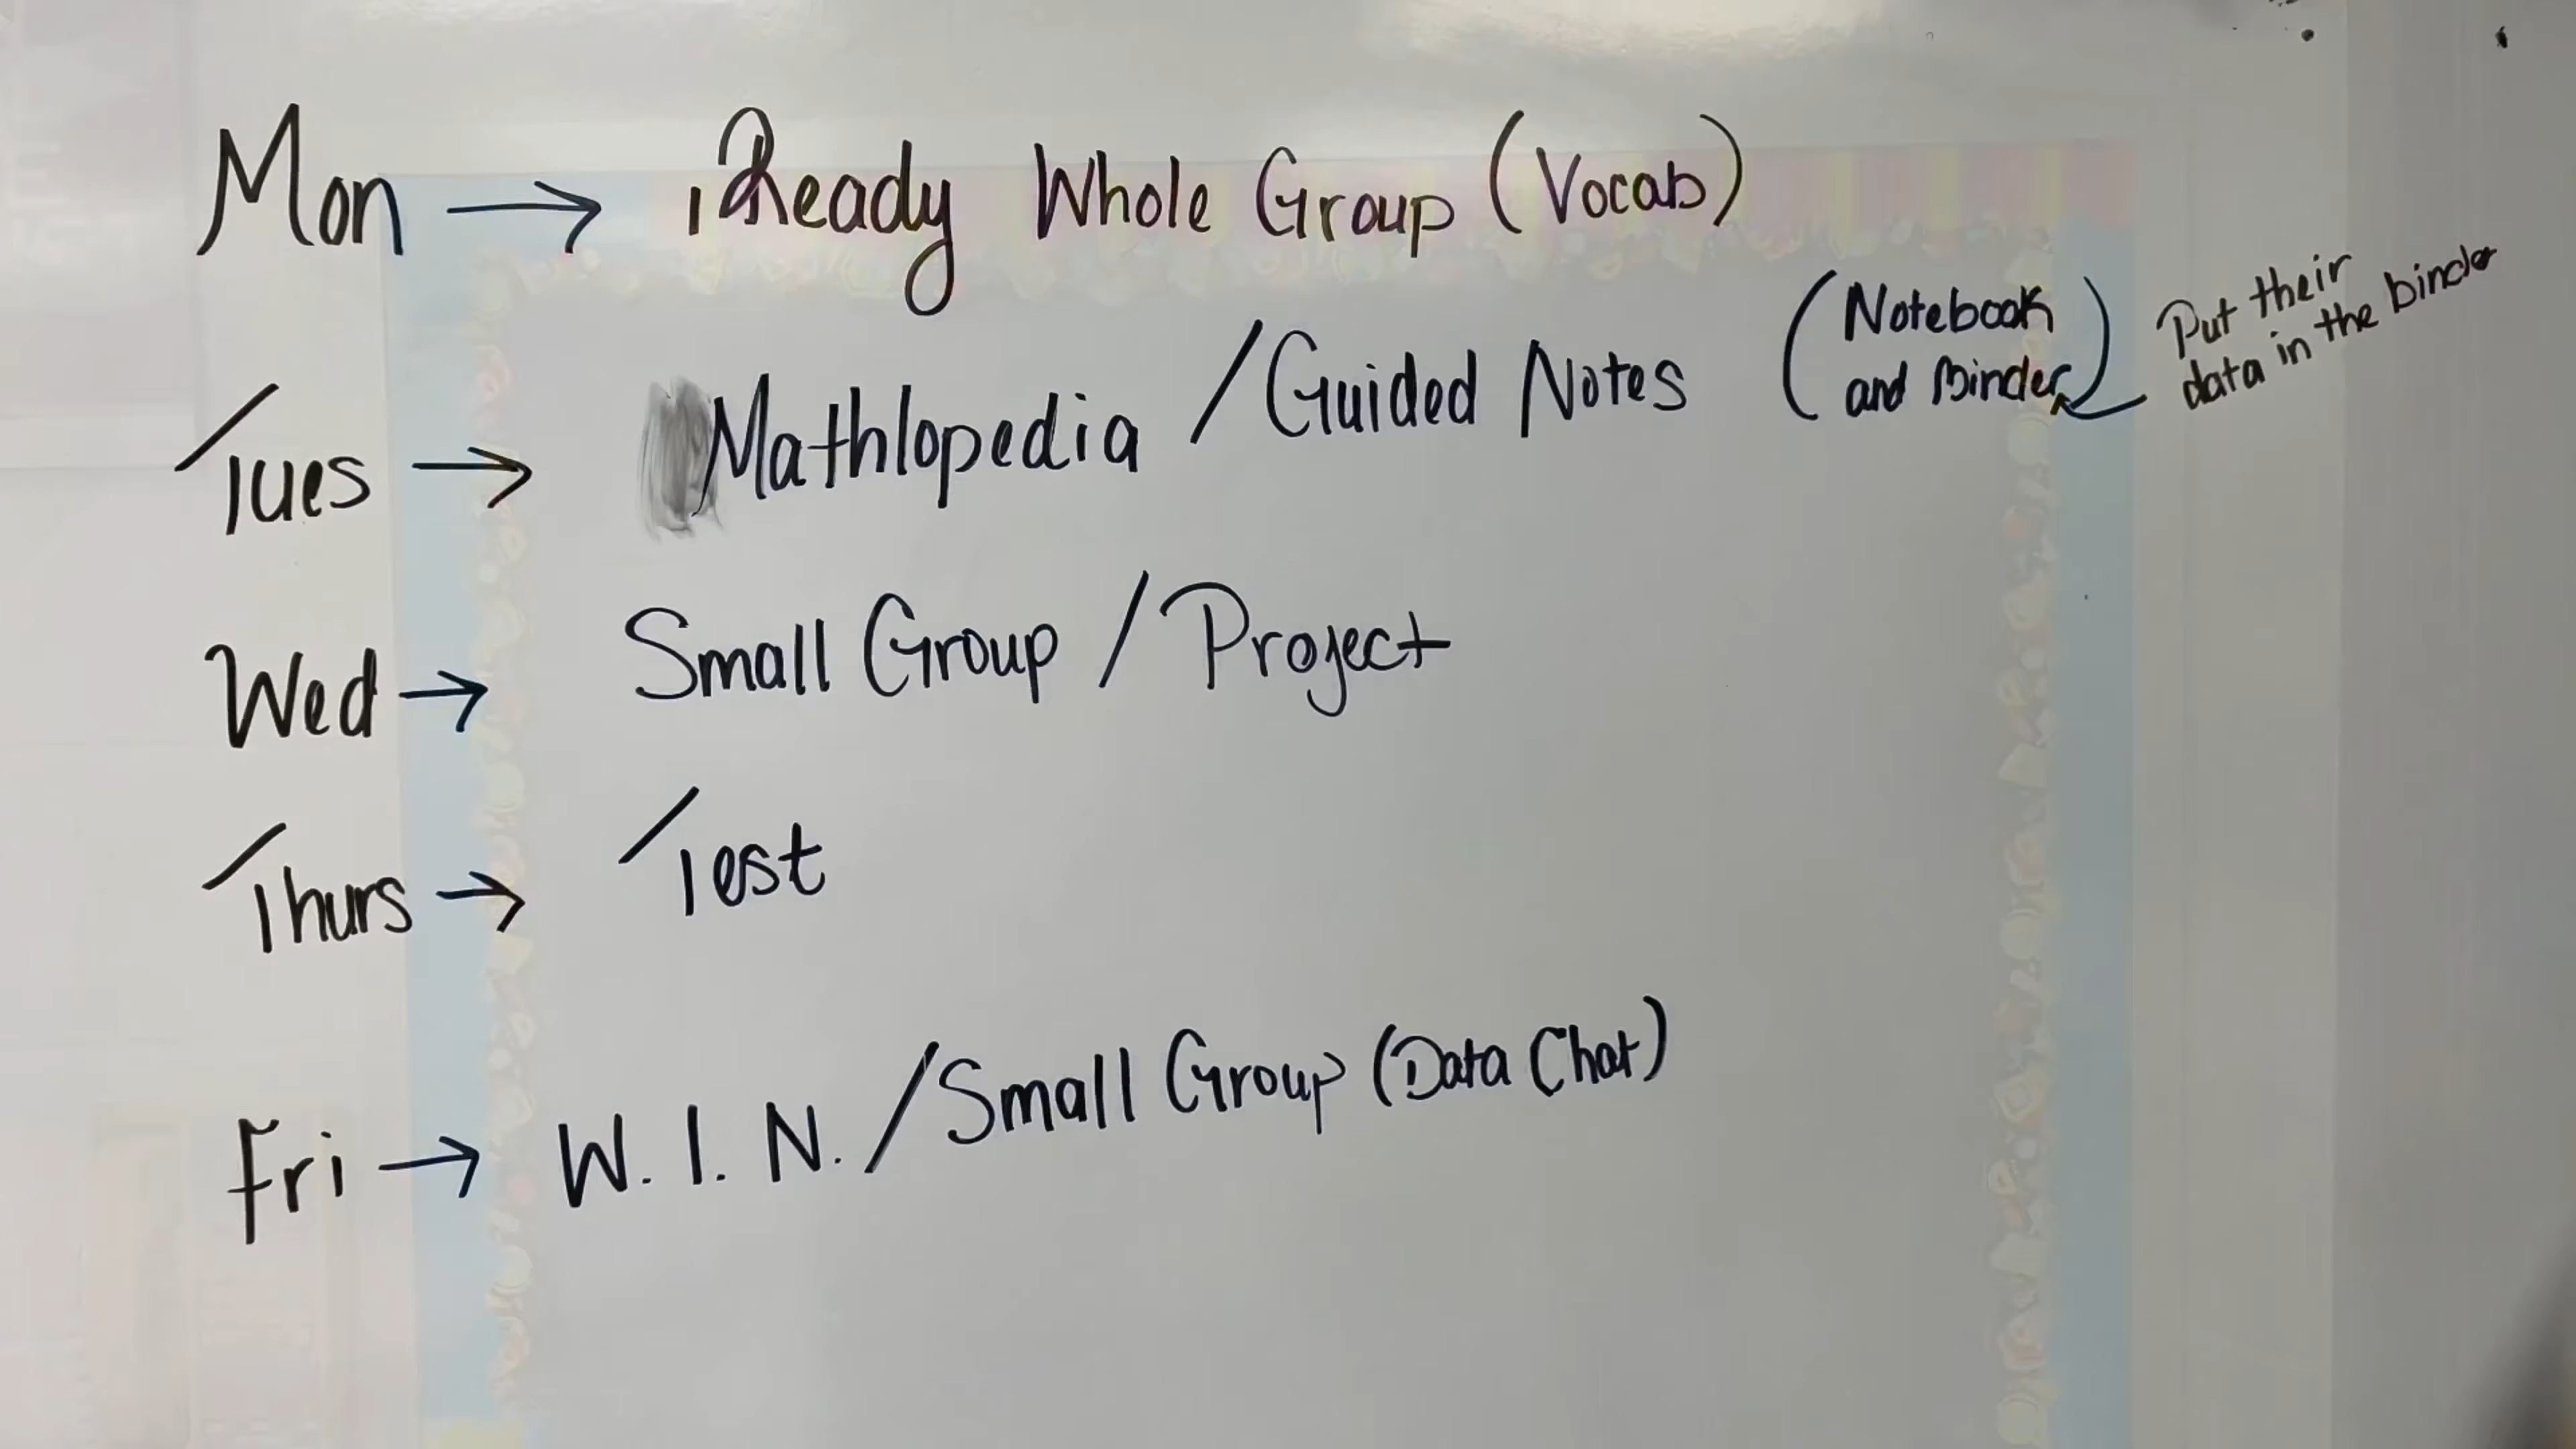 Mon → iReady Whole Group (Vocab)
Tues → Mathlopedia / Guided Notes (Notebook and Binder) Put their data in the binder
Wed → Small Group / Project
Thurs → Test
Fri → W. I. N. / Small Group (Data Chat)